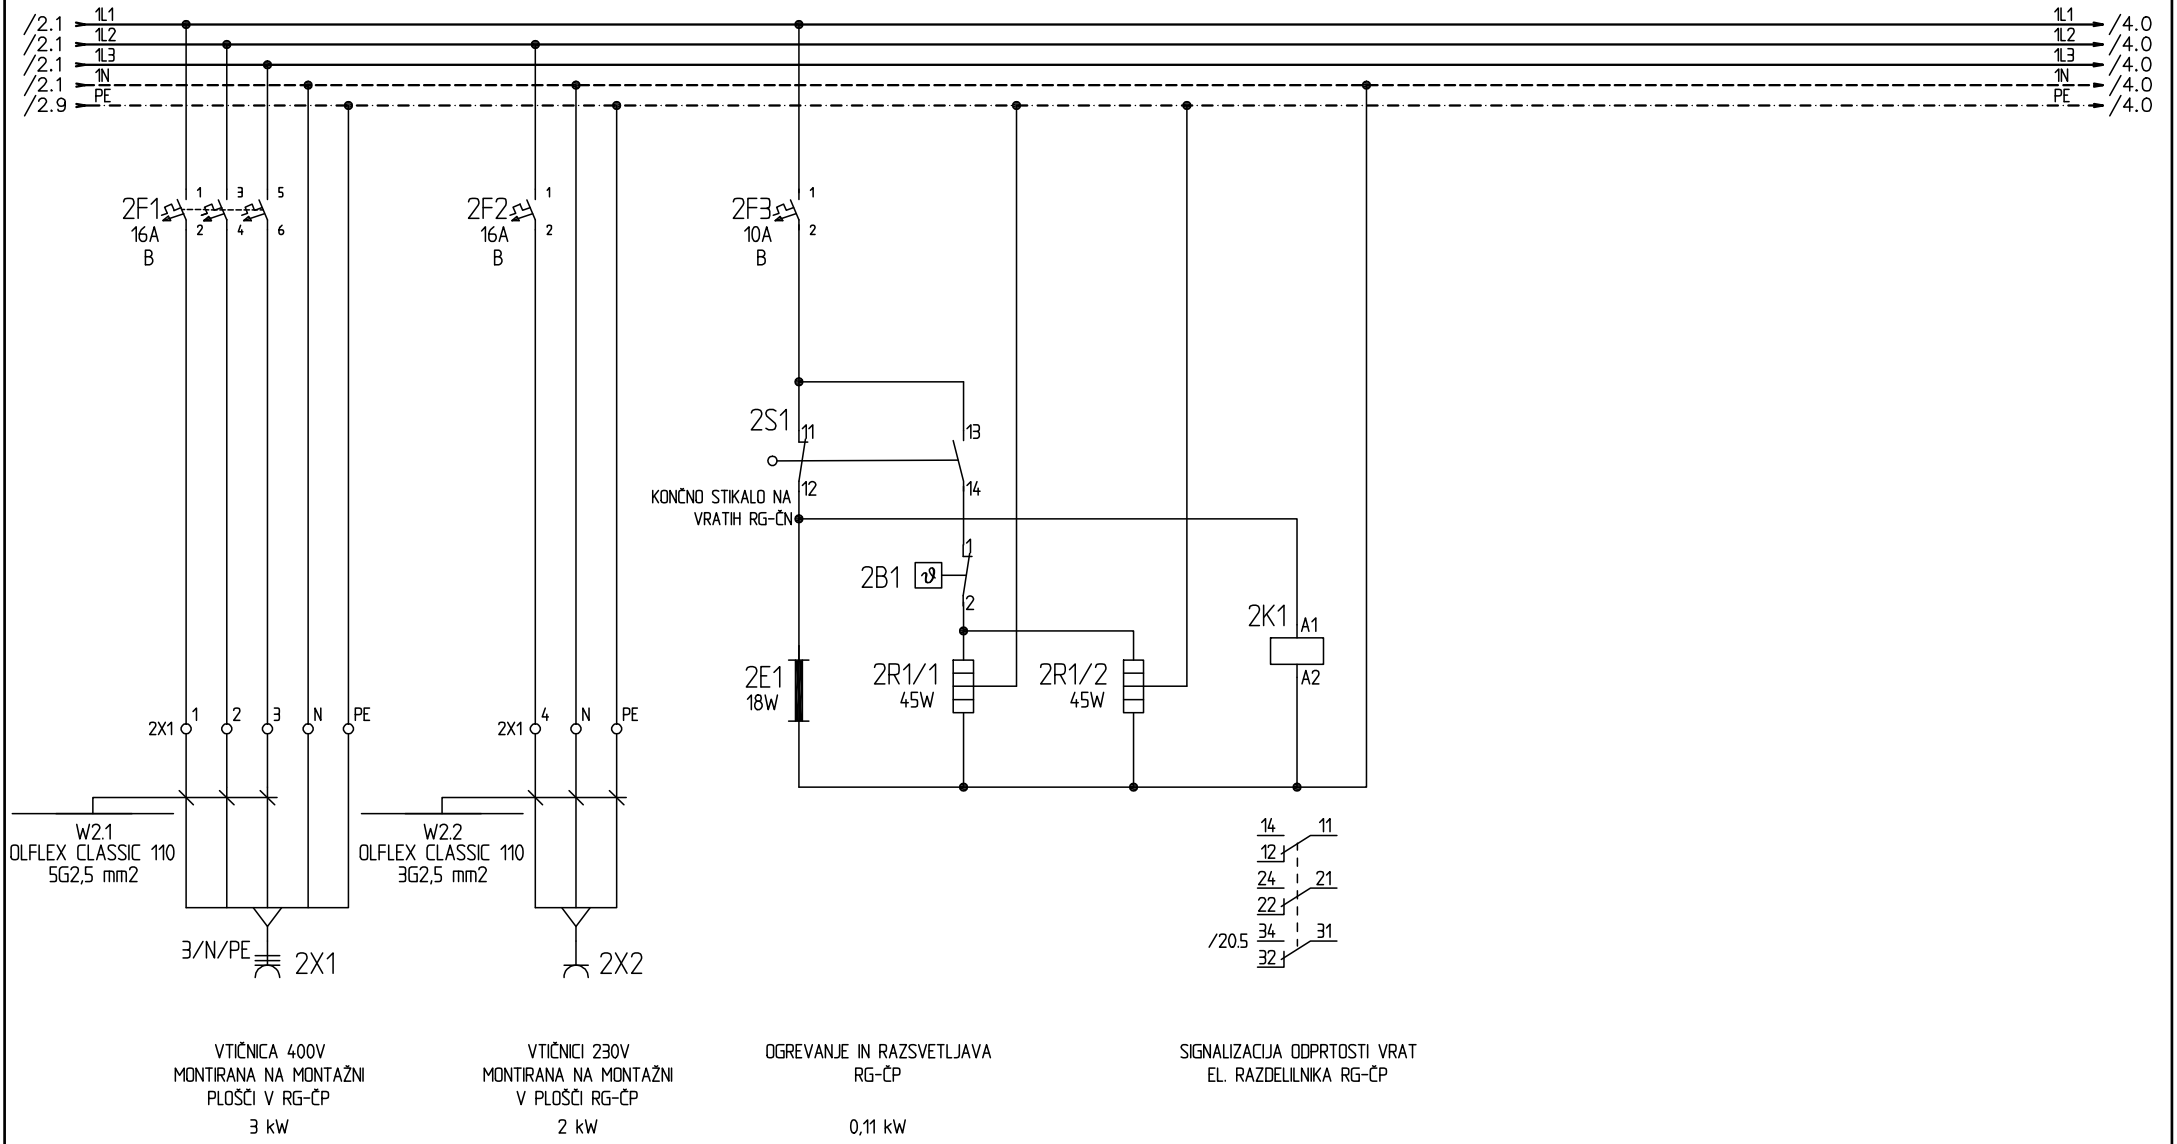 /2.1 1L1 1L1 /4.0
/2.1 1L2 1L2 /4.0
/2.1 1L3 1L3 /4.0
/2.1 1N 1N /4.0
/2.9 PE PE /4.0
1 3 5 1 1
2F1 2F2 2F3
2 4 6 2 2
16A 16A 10A
B B B
2S1
11 13
12 14
KONČNO STIKALO NA
VRATIH RG-ČN
1
2B1 ϑ
2
2K1 A1
A2
2E1 2R1/1 2R1/2
18W 45W 45W
2X1 1 2 3 N PE
2X1 4 N PE
W2.1 W2.2
OLFLEX CLASSIC 110 OLFLEX CLASSIC 110
5G2,5 mm2 3G2,5 mm2
14 11
12
24 21
22
/20.5 34 31
32
3/N/PE 2X1 2X2
VTIČNICA 400V
MONTIRANA NA MONTAŽNI
PLOŠČI V RG-ČP
3 kW
VTIČNICI 230V
MONTIRANA NA MONTAŽNI
V PLOŠČI RG-ČP
2 kW
OGREVANJE IN RAZSVETLJAVA
RG-ČP
0,11 kW
SIGNALIZACIJA ODPRTOSTI VRAT
EL. RAZDELILNIKA RG-ČP